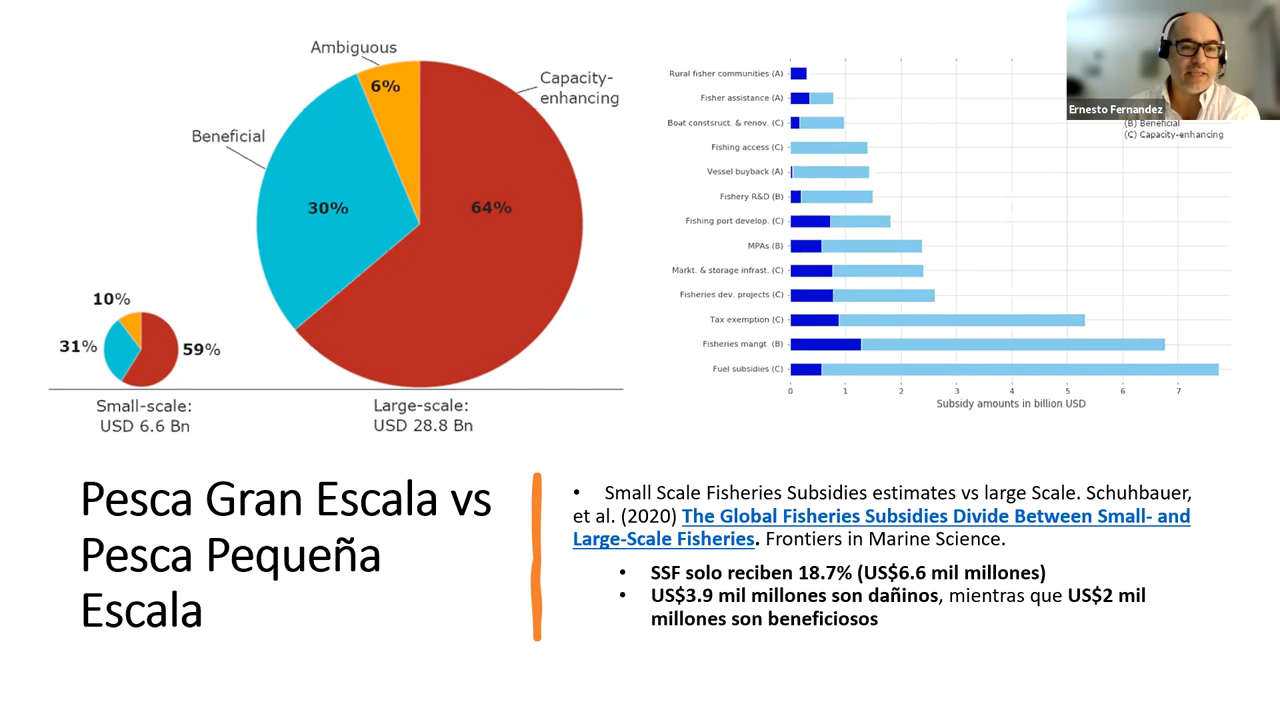 Ambiguous
6%
Capacity-
enhancing
Beneficial
30%
64%
10%
31%
59%
Small-scale:
USD 6.6 Bn
Large-scale:
USD 28.8 Bn
Rural fisher communities (A)
Fisher assistance (A)
Boat constsruct. & renov. (C)
Fishing access (C)
Vessel buyback (A)
Fishery R&D (B)
Fishing port develop. (C)
MPAs (B)
Markt. & storage infrast. (C)
Fisheries dev. projects (C)
Tax exemption (C)
Fisheries mangt. (B)
Fuel subsidies (C)
0 1 2 3 4 5 6 7
Subsidy amounts in billion USD
Ernesto Fernandez
(B) Beneficial
(C) Capacity-enhancing
Pesca Gran Escala vs
Pesca Pequeña
Escala
• Small Scale Fisheries Subsidies estimates vs large Scale. Schuhbauer,
et al. (2020) The Global Fisheries Subsidies Divide Between Small- and
Large-Scale Fisheries. Frontiers in Marine Science.
• SSF solo reciben 18.7% (US$6.6 mil millones)
• US$3.9 mil millones son dañinos, mientras que US$2 mil
millones son beneficiosos